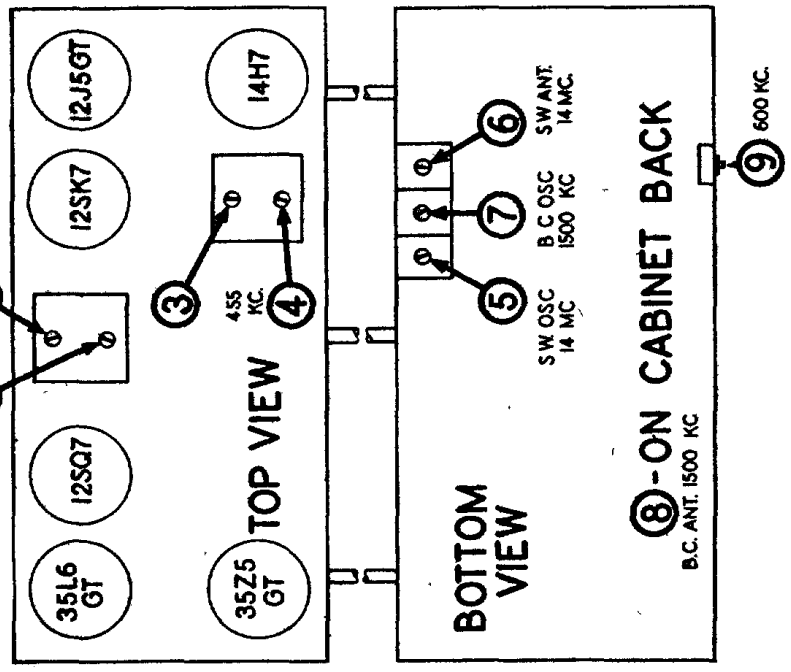 35L6
GT
12SQ7
12SK7
12J5GT
35Z5
GT
TOP VIEW
3
455
KC.
4
14H7
BOTTOM
VIEW
5
S.W. OSC
14 MC
7
B.C OSC
1500 KC
6
S.W ANT.
14 MC.
8-ON CABINET BACK
B.C. ANT. 1500 KC
9
600 KC.